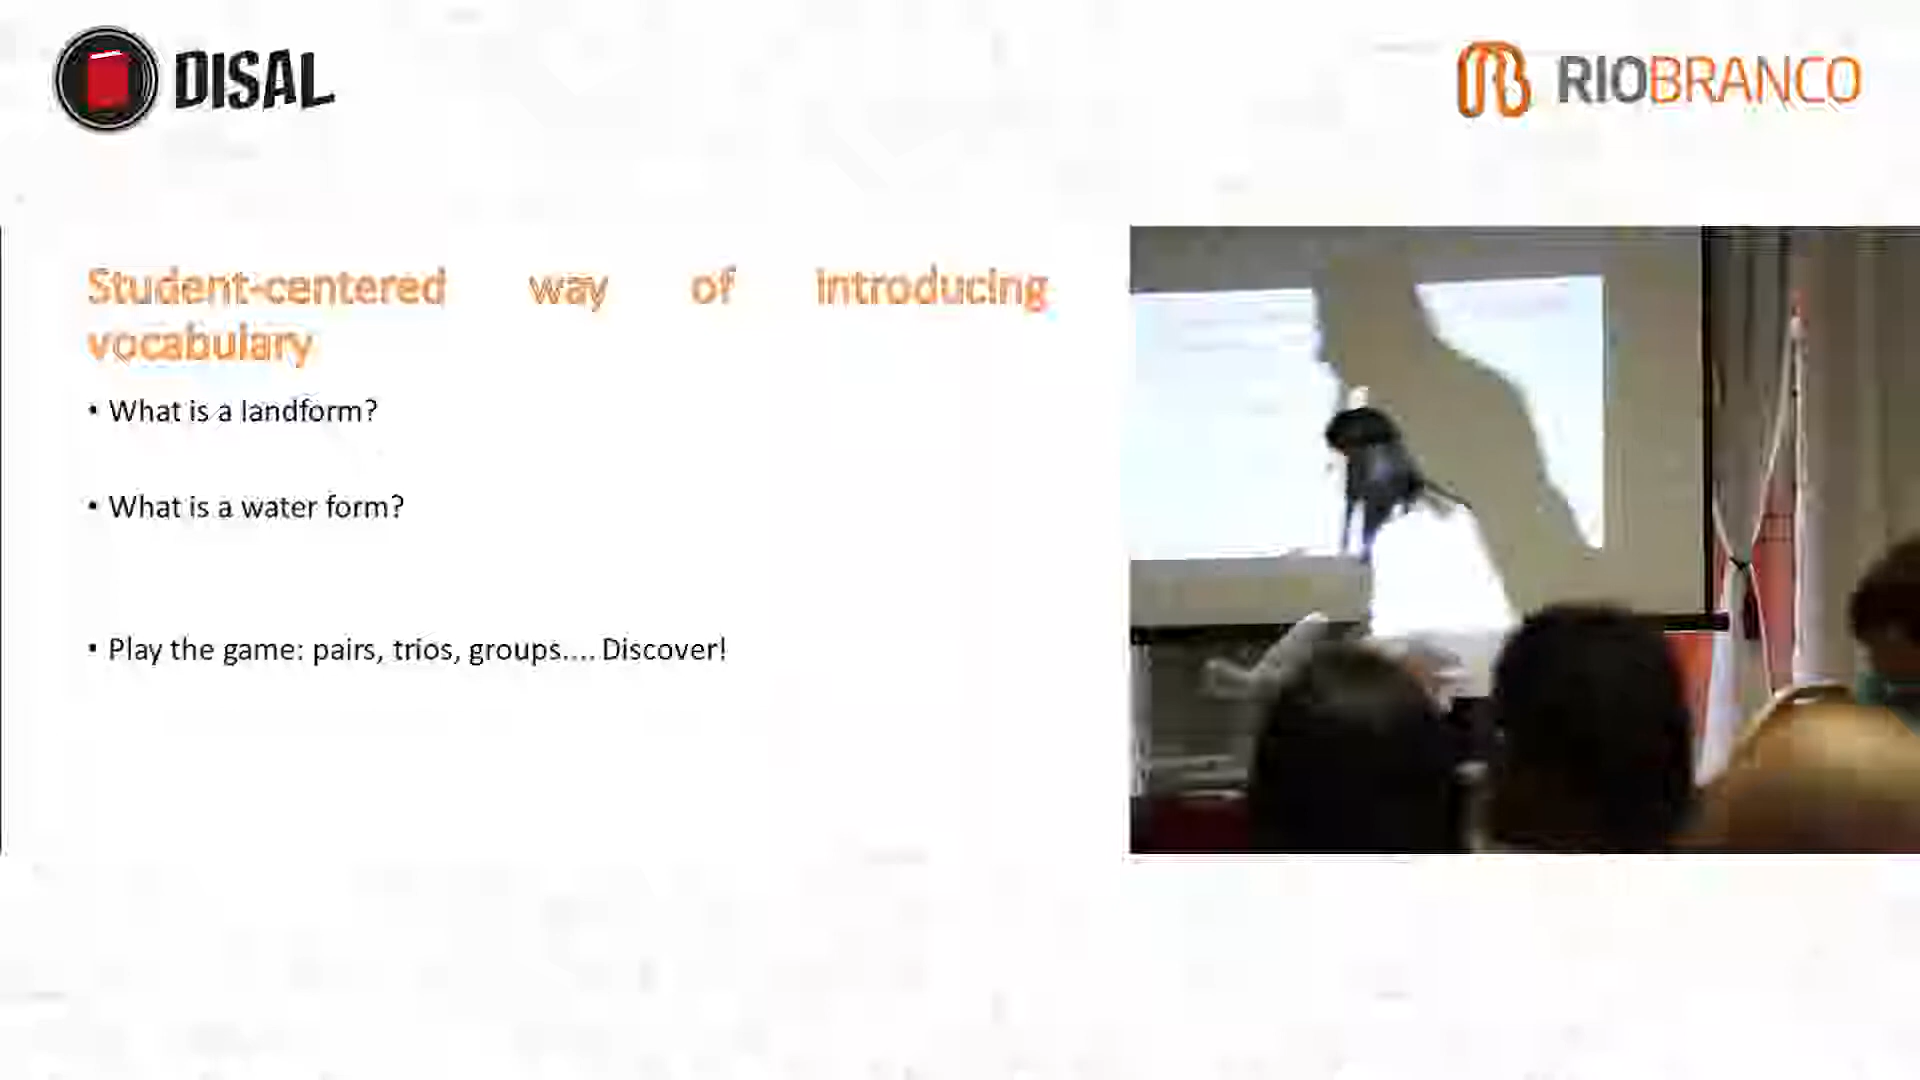 DISAL
RIOBRANCO
Student-centered way of introducing
vocabulary
• What is a landform?
• What is a water form?
• Play the game: pairs, trios, groups.... Discover!